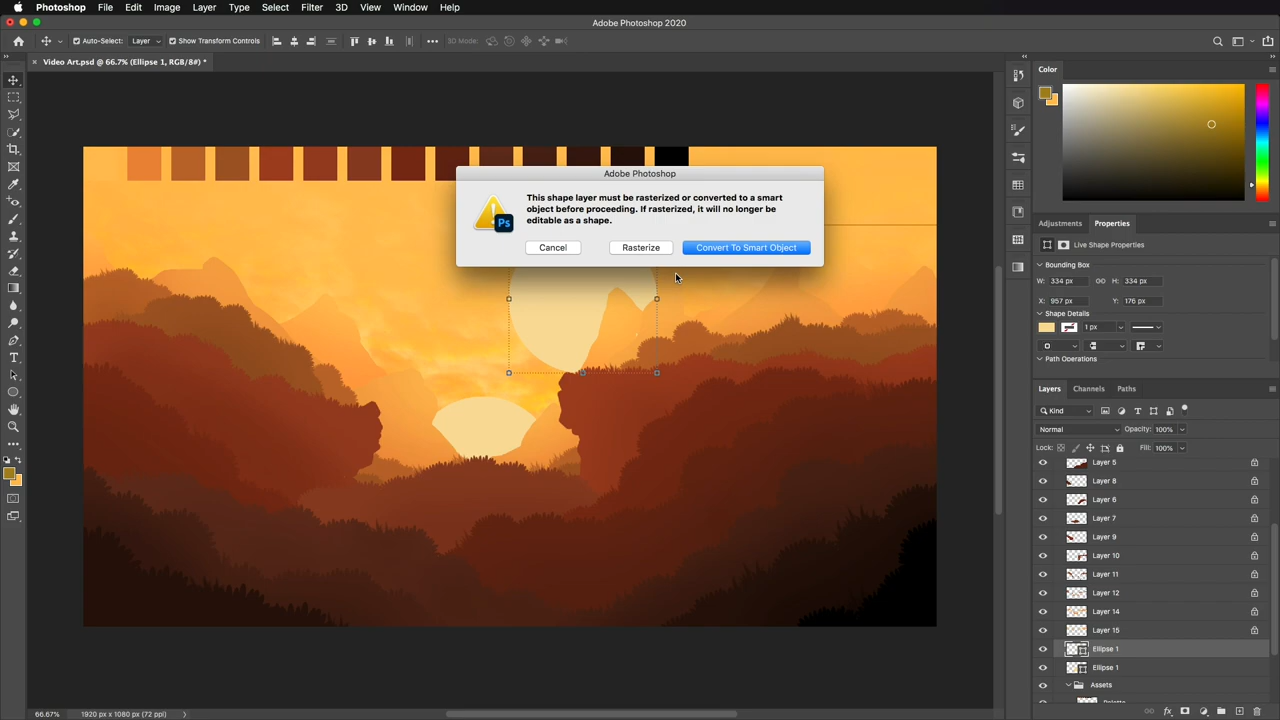 Photoshop File Edit Image Layer Type Select Filter 3D View Window Help
Adobe Photoshop 2020
Auto-Select: Layer Show Transform Controls 3D Mode:
Video Art.psd @ 66.7% (Ellipse 1, RGB/8#) *
Color
Adobe Photoshop
This shape layer must be rasterized or converted to a smart
object before proceeding. If rasterized, it will no longer be
editable as a shape.
Ps
Cancel Rasterize Convert To Smart Object
Adjustments Properties
Live Shape Properties
Bounding Box
W: 334 px H: 334 px
X: 957 px Y: 176 px
Shape Details
1 px
Path Operations
Layers Channels Paths
Kind
Normal Opacity: 100%
Lock: Fill: 100%
Layer 5
Layer 8
Layer 6
Layer 7
Layer 9
Layer 10
Layer 11
Layer 12
Layer 14
Layer 15
Ellipse 1
Ellipse 1
Assets
66.67% 1920 px x 1080 px (72 ppi)